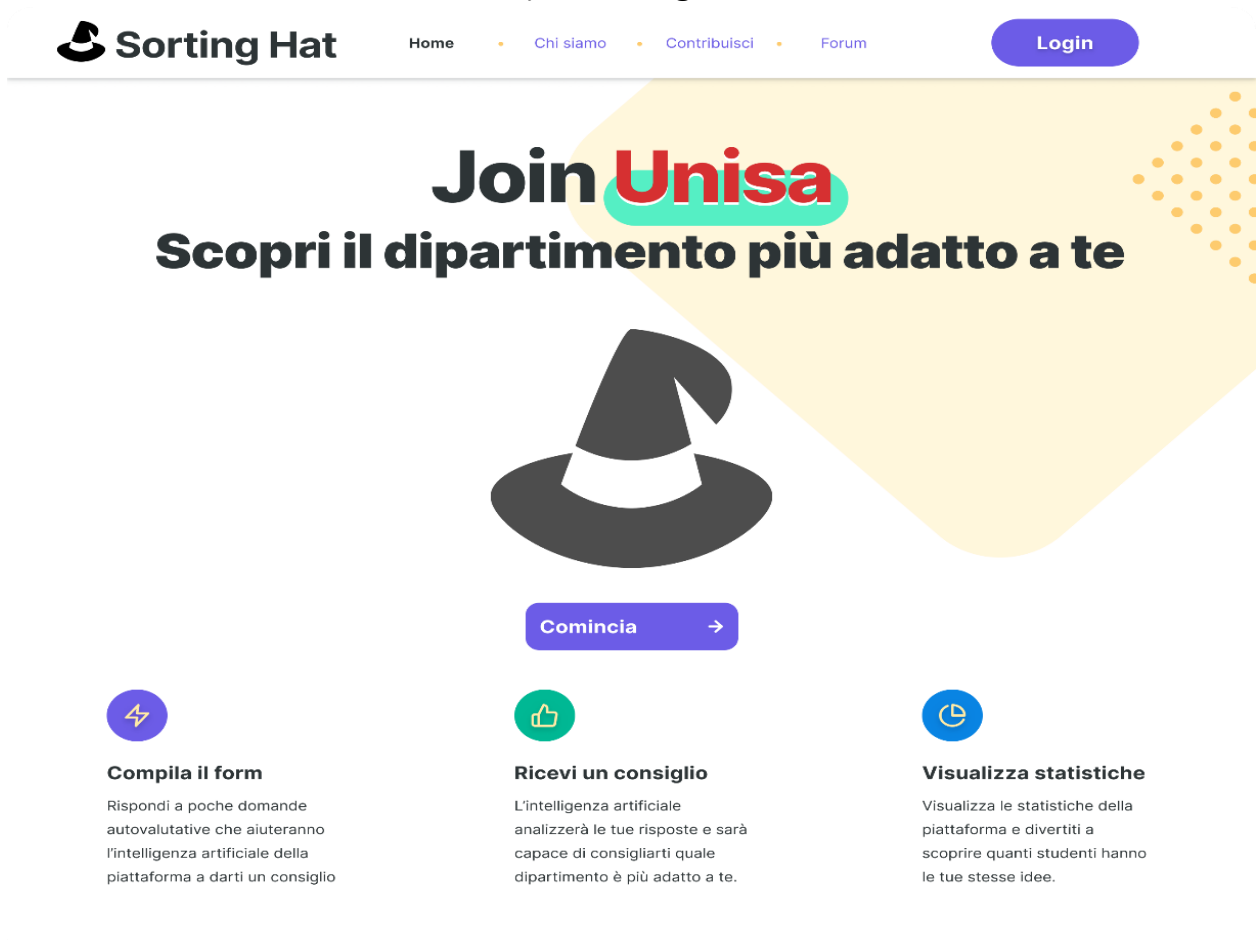 Sorting Hat
Home • Chi siamo • Contribuisci • Forum
Login
Join Unisa
Scopri il dipartimento più adatto a te
Comincia →
Compila il form
Rispondi a poche domande
autovalutative che aiuteranno
l'intelligenza artificiale della
piattaforma a darti un consiglio
Ricevi un consiglio
L'intelligenza artificiale
analizzerà le tue risposte e sarà
capace di consigliarti quale
dipartimento è più adatto a te.
Visualizza statistiche
Visualizza le statistiche della
piattaforma e divertiti a
scoprire quanti studenti hanno
le tue stesse idee.